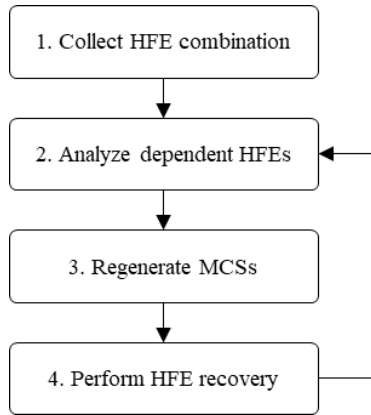 1. Collect HFE combination
2. Analyze dependent HFEs
3. Regenerate MCSs
4. Perform HFE recovery